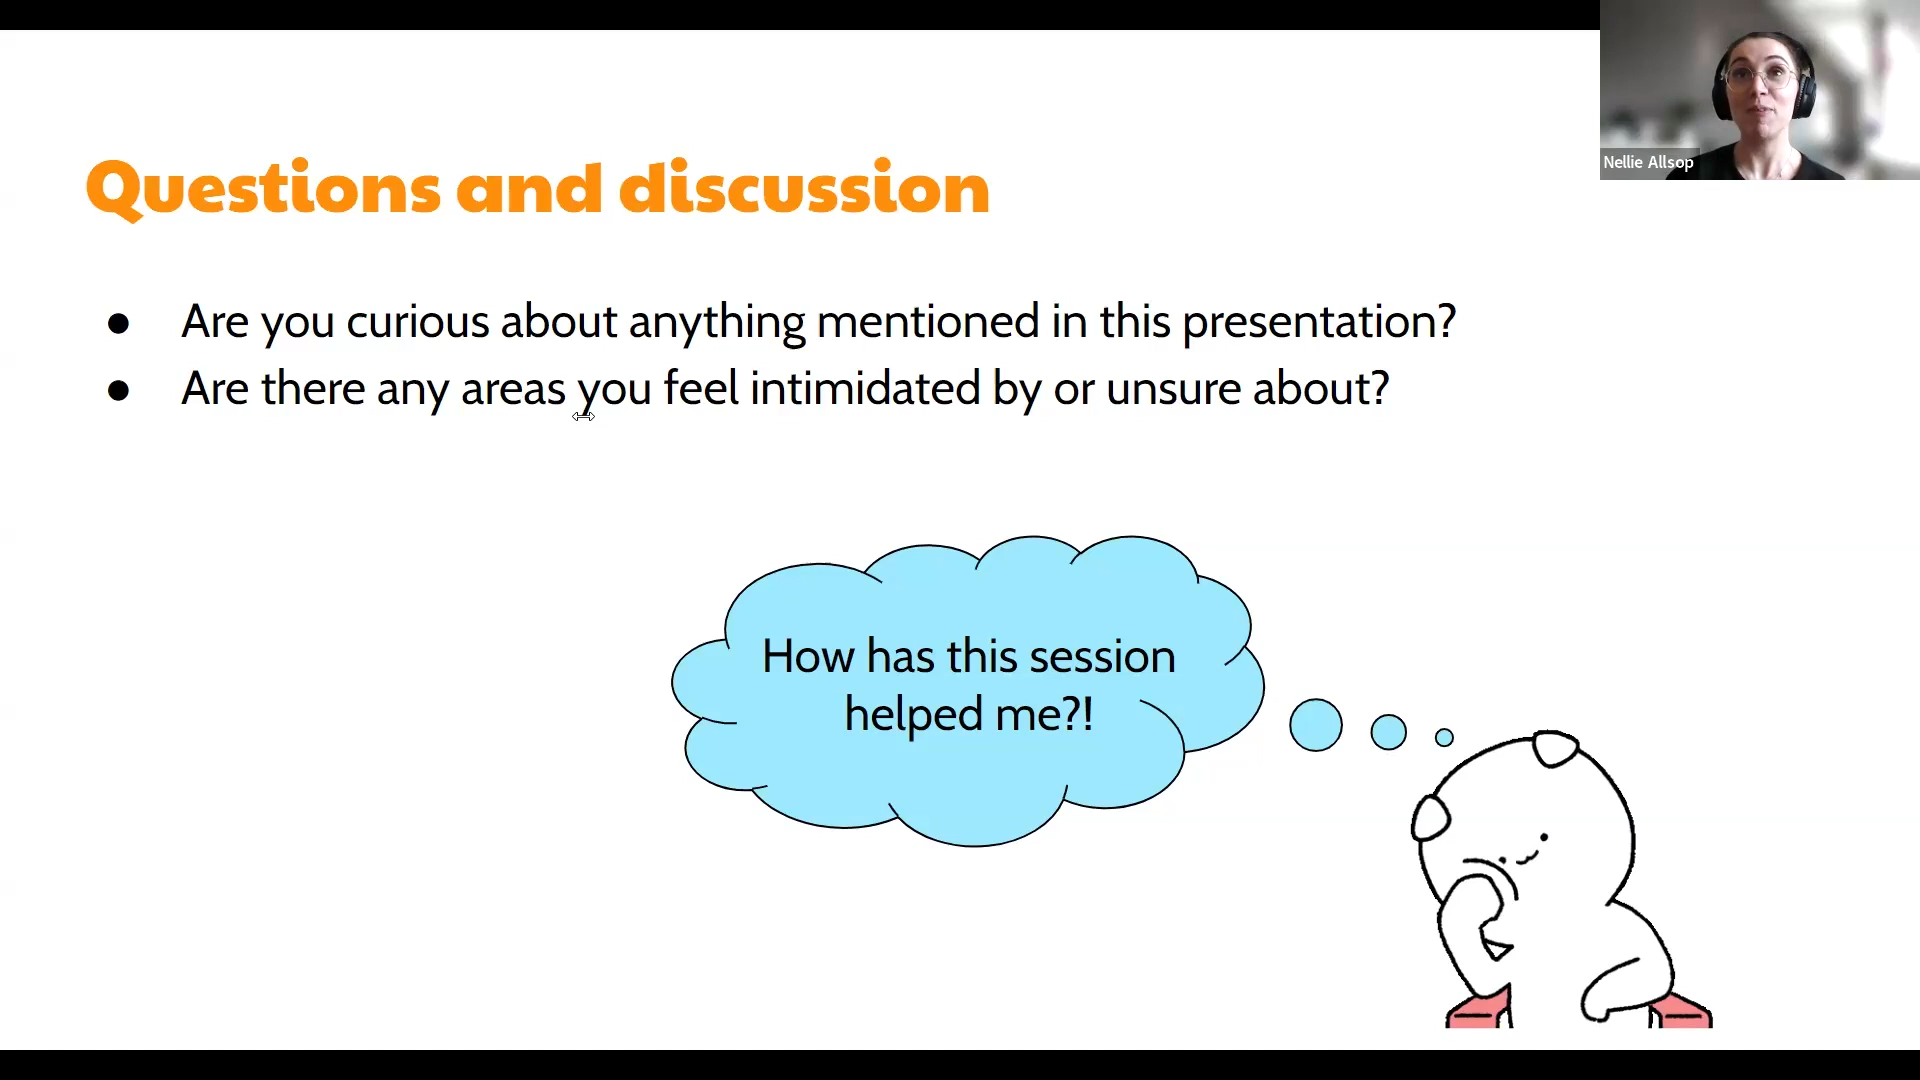 Nellie Allsop
Questions and discussion
● Are you curious about anything mentioned in this presentation?
● Are there any areas you feel intimidated by or unsure about?
How has this session
helped me?!